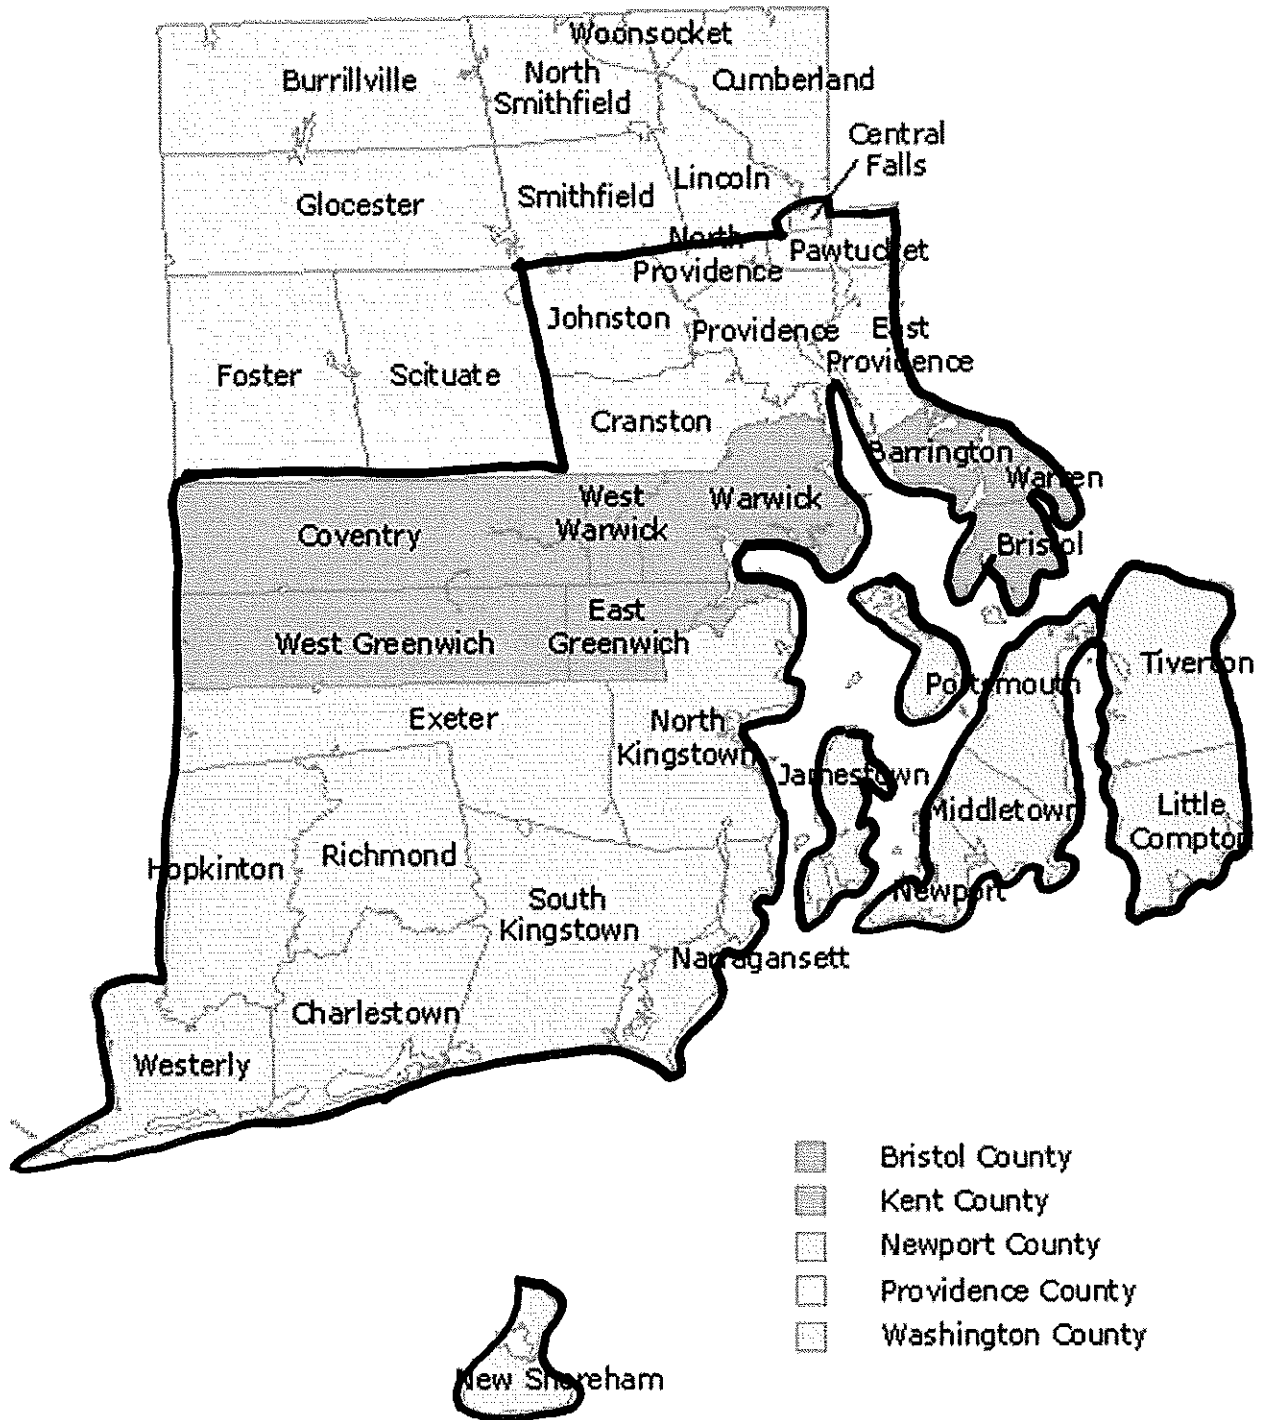 Woonsocket
Burrillville
North
Smithfield
Cumberland
Central
Falls
Glocester
Smithfield
Lincoln
North
Providence
Pawtucket
Johnston
Providence
East
Providence
Foster
Scituate
Cranston
Barrington
Warren
West
Warwick
Warwick
Coventry
Bristol
East
Greenwich
West Greenwich
Tiverton
Portsmouth
Exeter
North
Kingstown
Jamestown
Middletown
Little
Compton
Hopkinton
Richmond
Newport
South
Kingstown
Narragansett
Charlestown
Westerly
Bristol County
Kent County
Newport County
Providence County
Washington County
New Shoreham